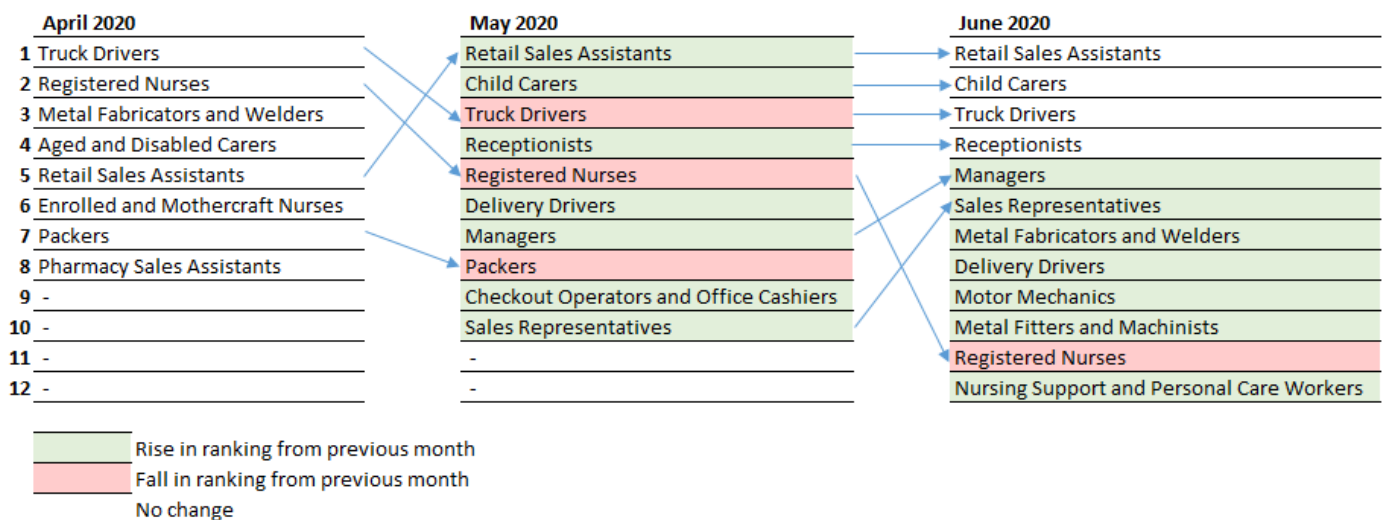 April 2020 May 2020 June 2020
1 Truck Drivers Retail Sales Assistants Retail Sales Assistants
2 Registered Nurses Child Carers Child Carers
3 Metal Fabricators and Welders Truck Drivers Truck Drivers
4 Aged and Disabled Carers Receptionists Receptionists
5 Retail Sales Assistants Registered Nurses Managers
6 Enrolled and Mothercraft Nurses Delivery Drivers Sales Representatives
7 Packers Managers Metal Fabricators and Welders
8 Pharmacy Sales Assistants Packers Delivery Drivers
9 - Checkout Operators and Office Cashiers Motor Mechanics
10 - Sales Representatives Metal Fitters and Machinists
11 - - Registered Nurses
12 - - Nursing Support and Personal Care Workers
Rise in ranking from previous month
Fall in ranking from previous month
No change